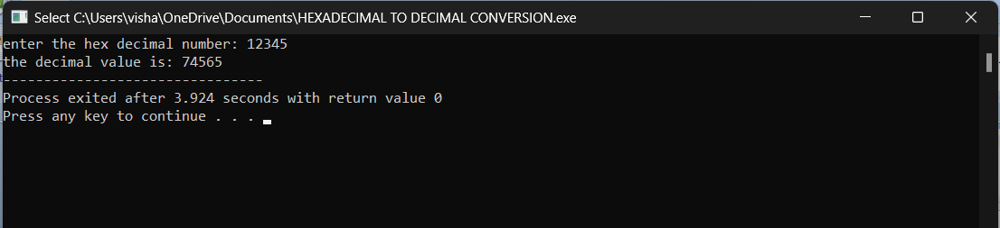 Select C:\Users\visha\OneDrive\Documents\HEXADECIMAL TO DECIMAL CONVERSION.exe
enter the hex decimal number: 12345
the decimal value is: 74565
--------------------------------
Process exited after 3.924 seconds with return value 0
Press any key to continue . . .